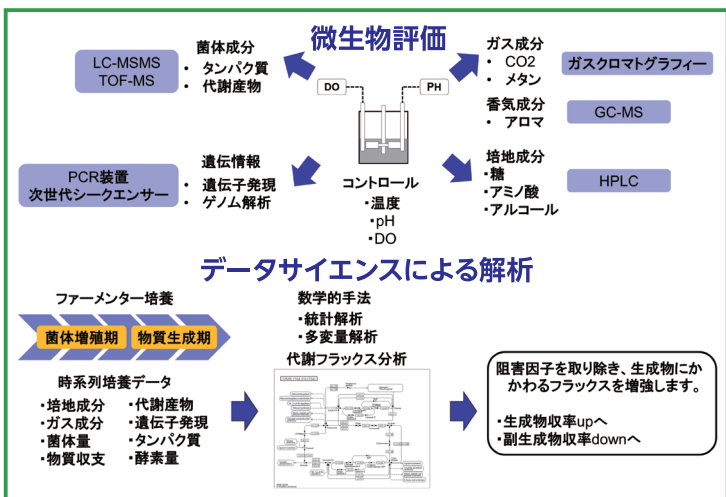 微生物評価
LC-MSMS
TOF-MS
菌体成分
・ タンパク質
・ 代謝産物
DO
PH
ガス成分
・ CO2
・ メタン
ガスクロマトグラフィー
香気成分
・ アロマ
GC-MS
PCR装置
次世代シークエンサー
遺伝情報
・ 遺伝子発現
・ ゲノム解析
コントロール
・温度
・pH
・DO
培地成分
・糖
・アミノ酸
・アルコール
HPLC
データサイエンスによる解析
ファーメンター培養
菌体増殖期
物質生成期
時系列培養データ
・培地成分
・ガス成分
・菌体量
・物質収支
・代謝産物
・遺伝子発現
・タンパク質
・酵素量
数学的手法
・統計解析
・多変量解析
代謝フラックス分析
阻害因子を取り除き、生成物にか
かわるフラックスを増強します。
・生成物収率upへ
・副生成物収率downへ